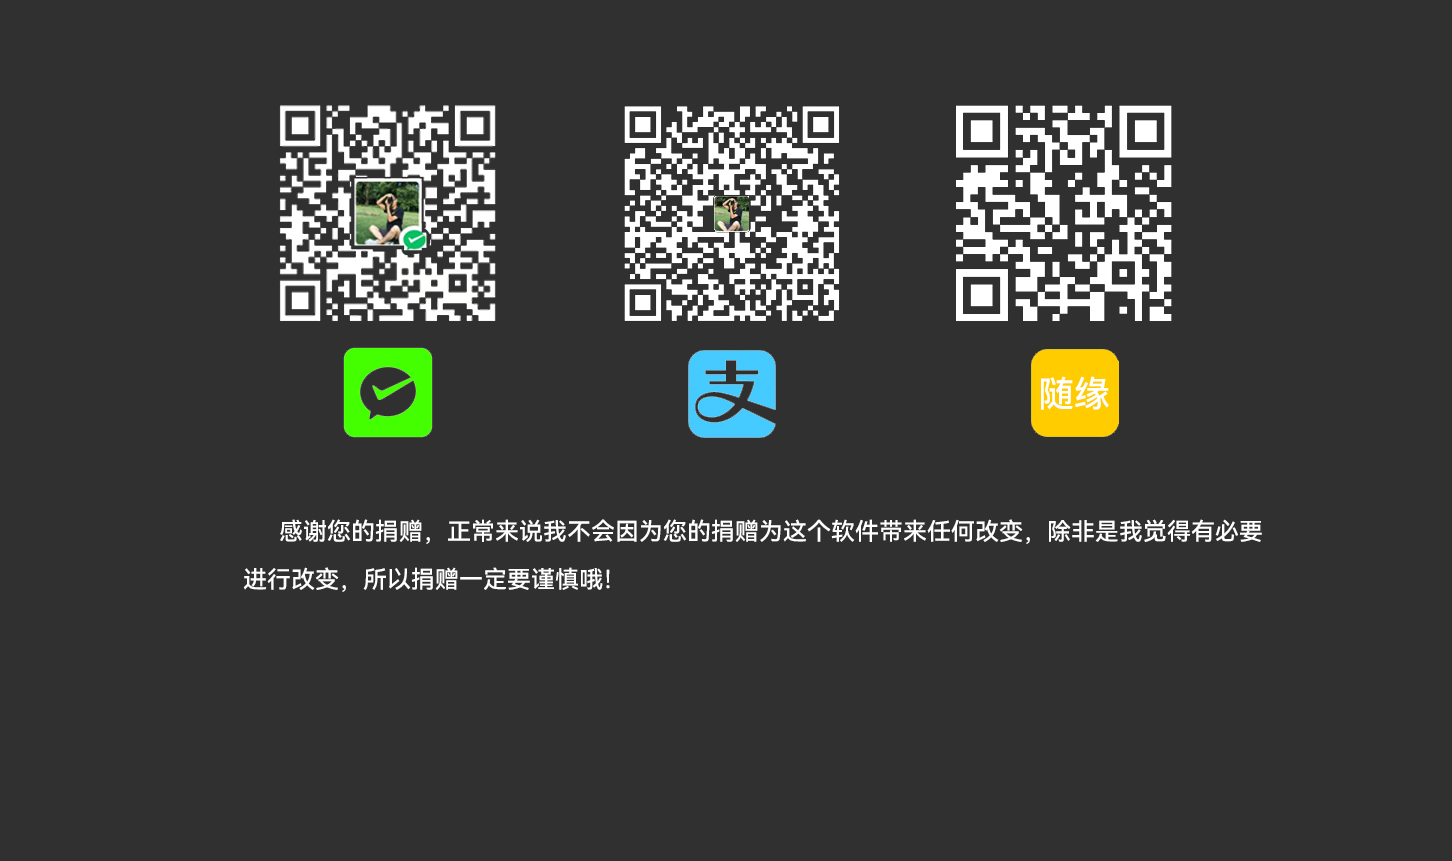 支
随缘
感谢您的捐赠，正常来说我不会因为您的捐赠为这个软件带来任何改变，除非是我觉得有必要
进行改变，所以捐赠一定要谨慎哦!